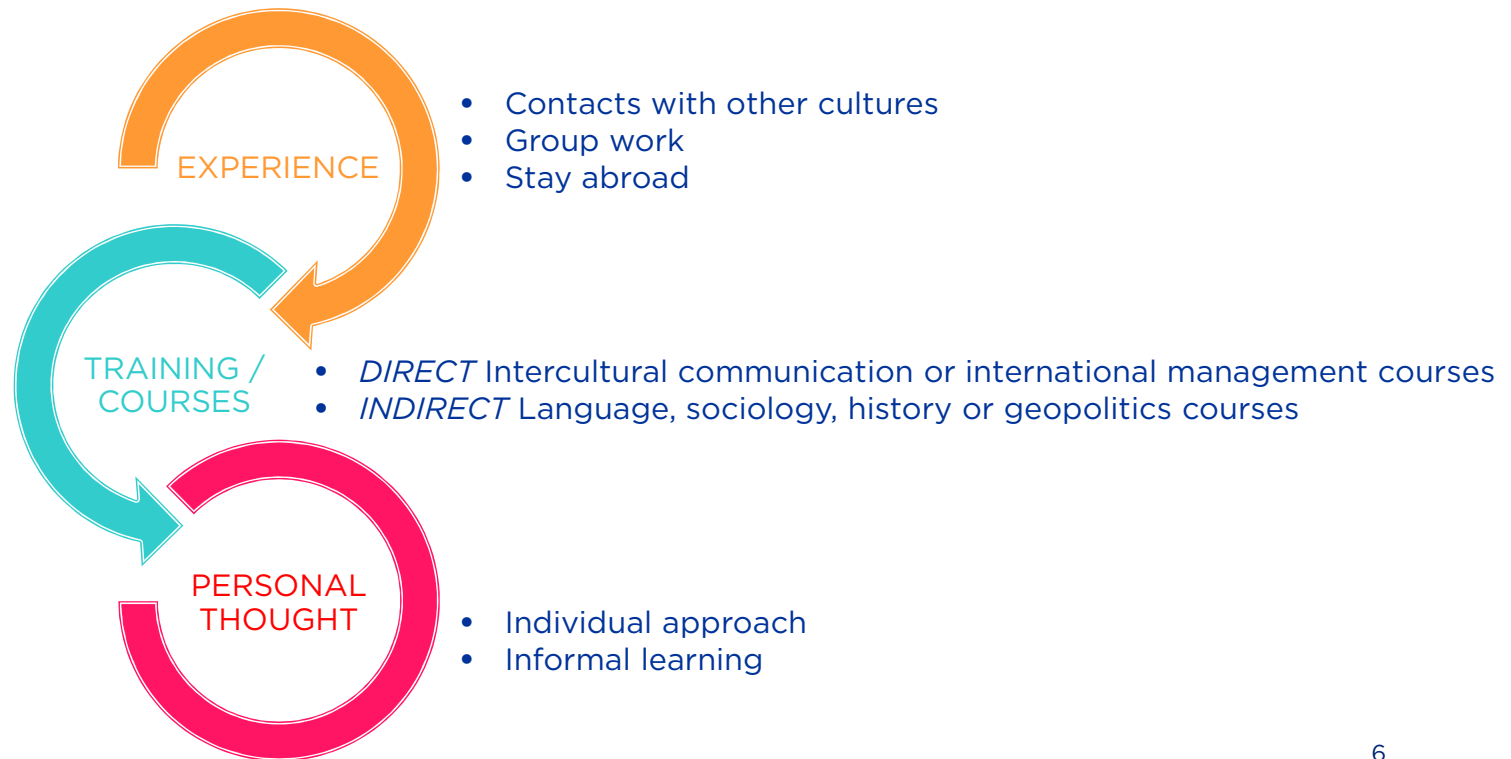 • Contacts with other cultures
• Group work
EXPERIENCE
• Stay abroad
TRAINING /
COURSES
• DIRECT Intercultural communication or international management courses
• INDIRECT Language, sociology, history or geopolitics courses
PERSONAL
THOUGHT
• Individual approach
• Informal learning
6